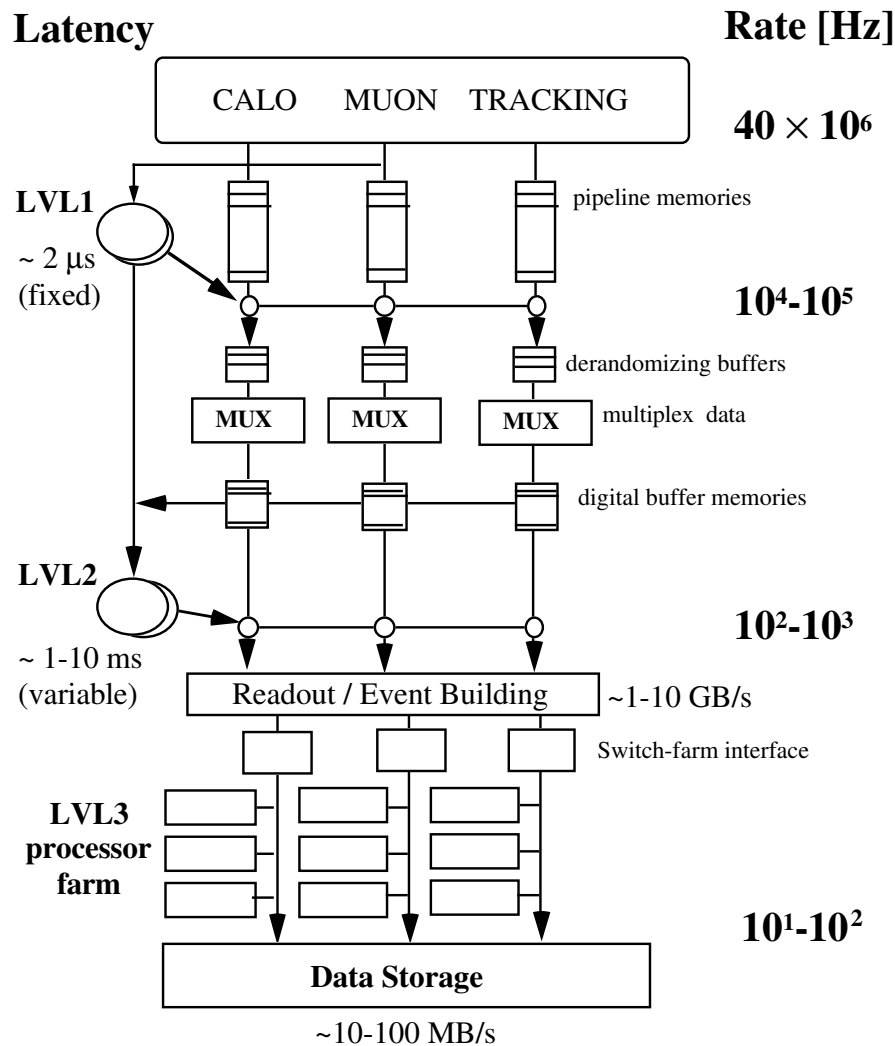 Latency
Rate [Hz]
CALO MUON TRACKING
40 × 10⁶
LVL1
pipeline memories
~ 2 µs
(fixed)
10⁴-10⁵
derandomizing buffers
MUX MUX MUX
multiplex data
digital buffer memories
LVL2
10²-10³
~ 1-10 ms
(variable)
Readout / Event Building
~1-10 GB/s
Switch-farm interface
LVL3
processor
farm
10¹-10²
Data Storage
~10-100 MB/s